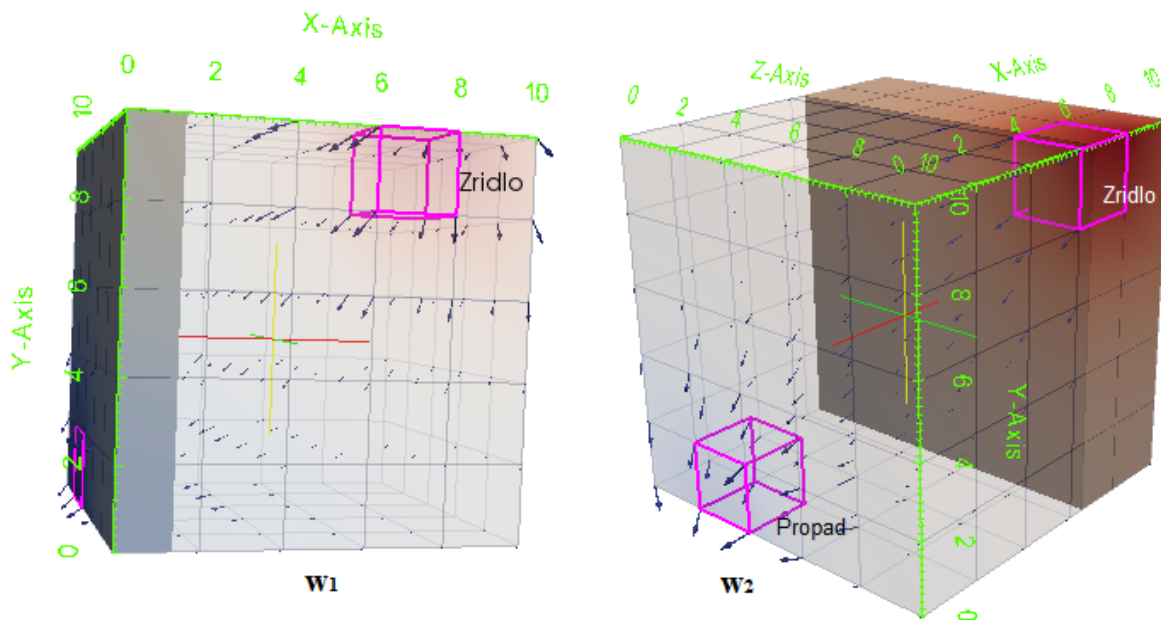 X-Axis
0 2 4 6 8 10
10 8 6 4 2 0
Y-Axis
Zridlo
W1
Z-Axis
0 2 4 6 8 10
X-Axis
0 2 4 6 8 10
10 8 6 4 2 0
Y-Axis
Zridlo
Propad
W2